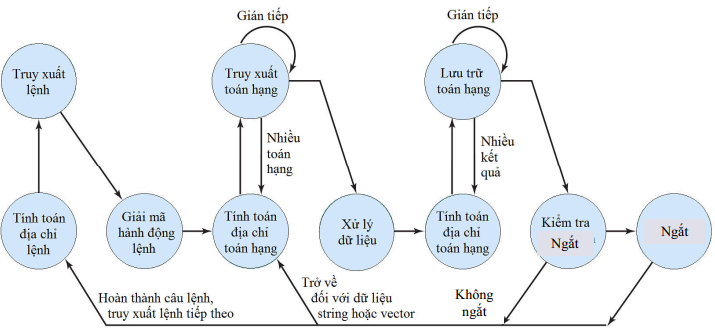 Gián tiếp
Gián tiếp
Truy xuất
lệnh
Truy xuất
toán hạng
Lưu trữ
toán hạng
Nhiều
toán
hạng
Nhiều
kết
quả
Tính toán
địa chỉ
lệnh
Giải mã
hành động
lệnh
Tính toán
địa chỉ
toán hạng
Xử lý
dữ liệu
Tính toán
địa chỉ
toán hạng
Kiểm tra
Ngắt
Ngắt
Hoàn thành câu lệnh,
truy xuất lệnh tiếp theo
Trở về
đối với dữ liệu
string hoặc vector
Không
ngắt